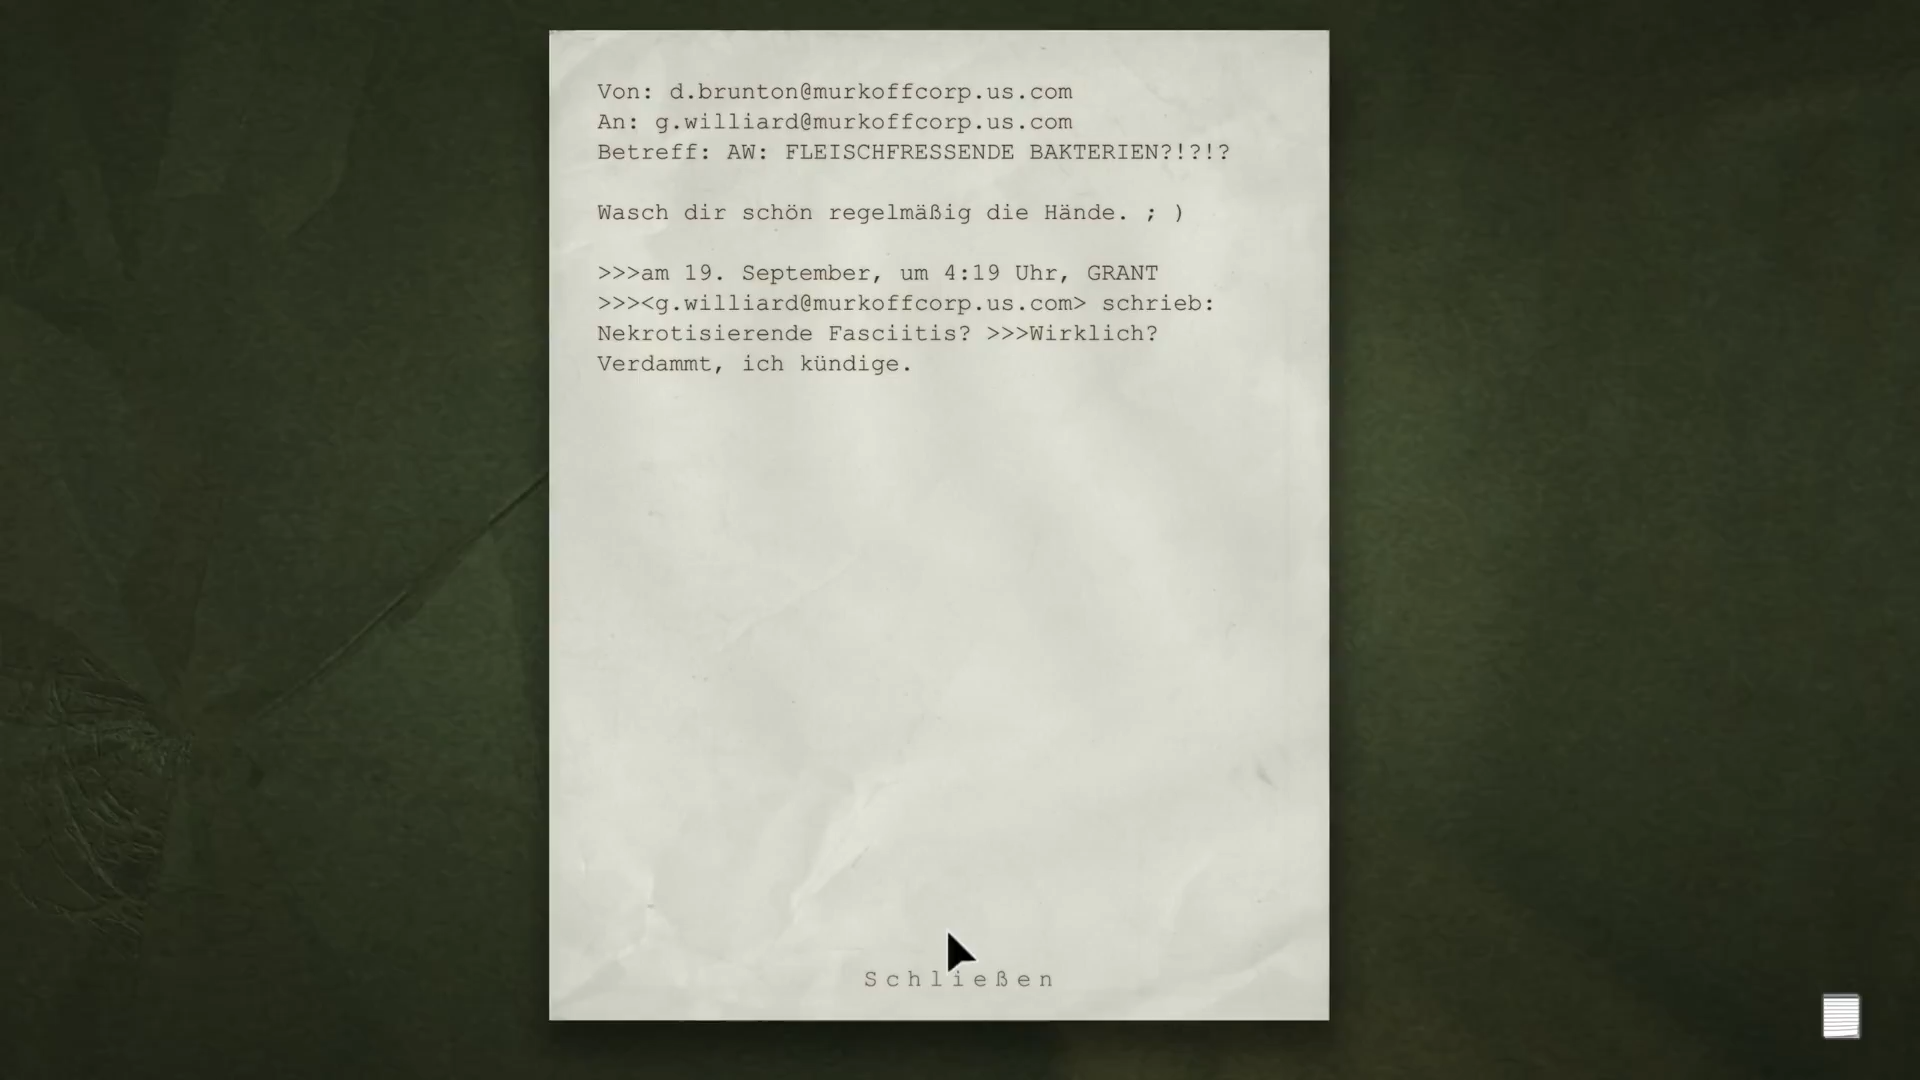 Von: d.brunton@murkoffcorp.us.com
An: g.williard@murkoffcorp.us.com
Betreff: AW: FLEISCHFRESSENDE BAKTERIEN?!?!?
Wasch dir schön regelmäßig die Hände. ; )
>>>am 19. September, um 4:19 Uhr, GRANT
>>><g.williard@murkoffcorp.us.com> schrieb:
Nekrotisierende Fasciitis? >>>Wirklich?
Verdammt, ich kündige.
Schließen